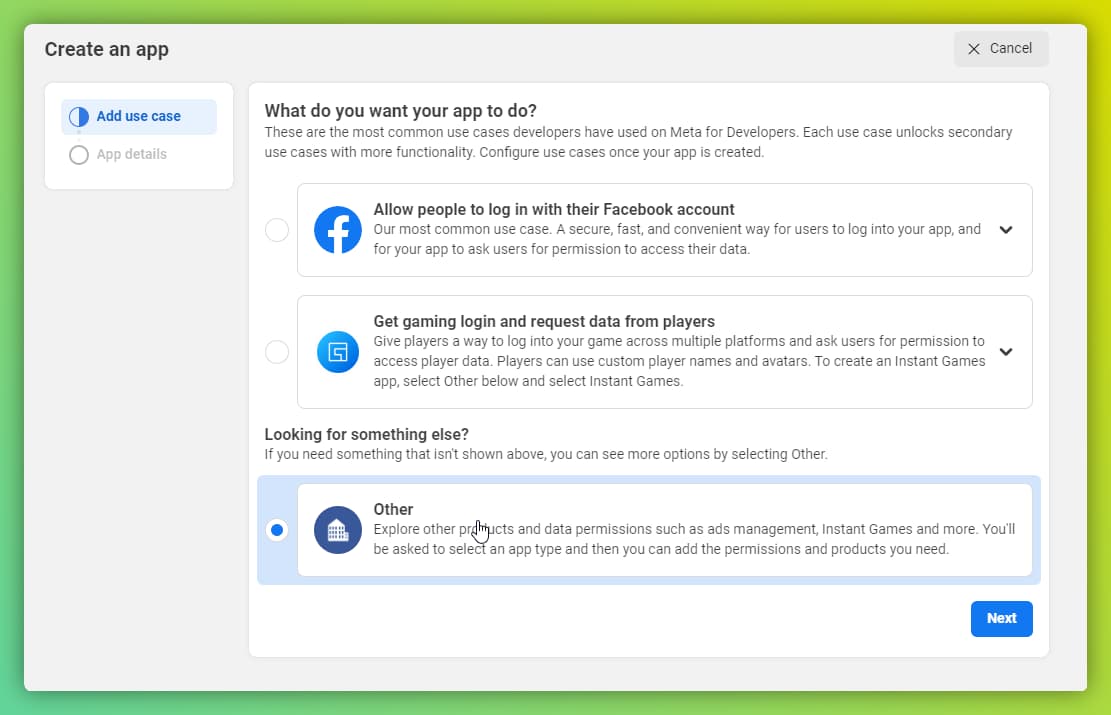 Create an app
Cancel
Add use case
App details
What do you want your app to do?
These are the most common use cases developers have used on Meta for Developers. Each use case unlocks secondary
use cases with more functionality. Configure use cases once your app is created.
Allow people to log in with their Facebook account
Our most common use case. A secure, fast, and convenient way for users to log into your app, and
for your app to ask users for permission to access their data.
Get gaming login and request data from players
Give players a way to log into your game across multiple platforms and ask users for permission to
access player data. Players can use custom player names and avatars. To create an Instant Games
app, select Other below and select Instant Games.
Looking for something else?
If you need something that isn't shown above, you can see more options by selecting Other.
Other
Explore other products and data permissions such as ads management, Instant Games and more. You'll
be asked to select an app type and then you can add the permissions and products you need.
Next